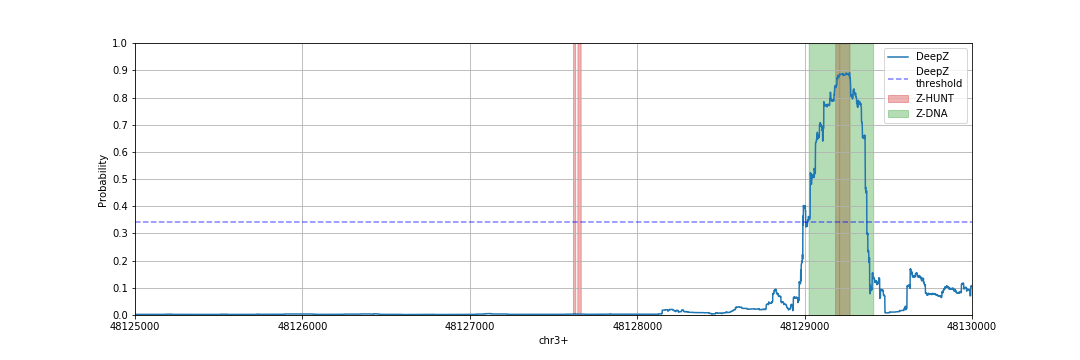 1.0
0.9
0.8
0.7
0.6
0.5
0.4
0.3
0.2
0.1
0.0
Probability
48125000 48126000 48127000 48128000 48129000 48130000
chr3+
DeepZ
DeepZ
threshold
Z-HUNT
Z-DNA